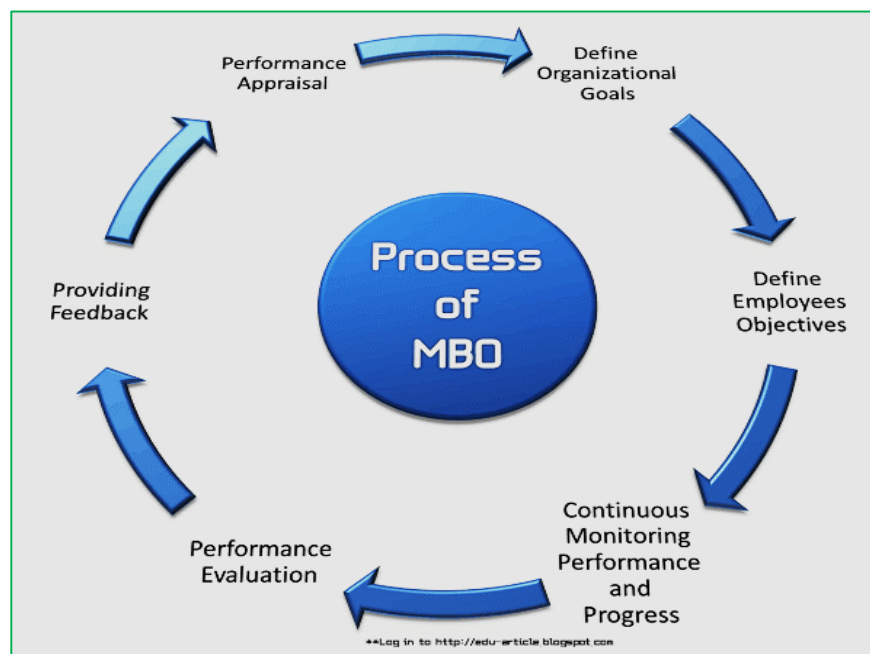 Performance
Appraisal
Define
Organizational
Goals
Define
Employees
Objectives
Continuous
Monitoring
Performance
and
Progress
Performance
Evaluation
Providing
Feedback
Process
of
MBO
**Log in to http://edu-article.blogspot.com